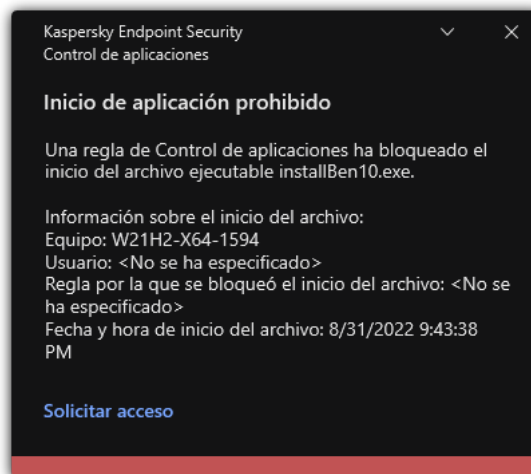 Kaspersky Endpoint Security
Control de aplicaciones
Inicio de aplicación prohibido
Una regla de Control de aplicaciones ha bloqueado el
inicio del archivo ejecutable installBen10.exe.
Información sobre el inicio del archivo:
Equipo: W21H2-X64-1594
Usuario: <No se ha especificado>
Regla por la que se bloqueó el inicio del archivo: <No se
ha especificado>
Fecha y hora de inicio del archivo: 8/31/2022 9:43:38
PM
Solicitar acceso